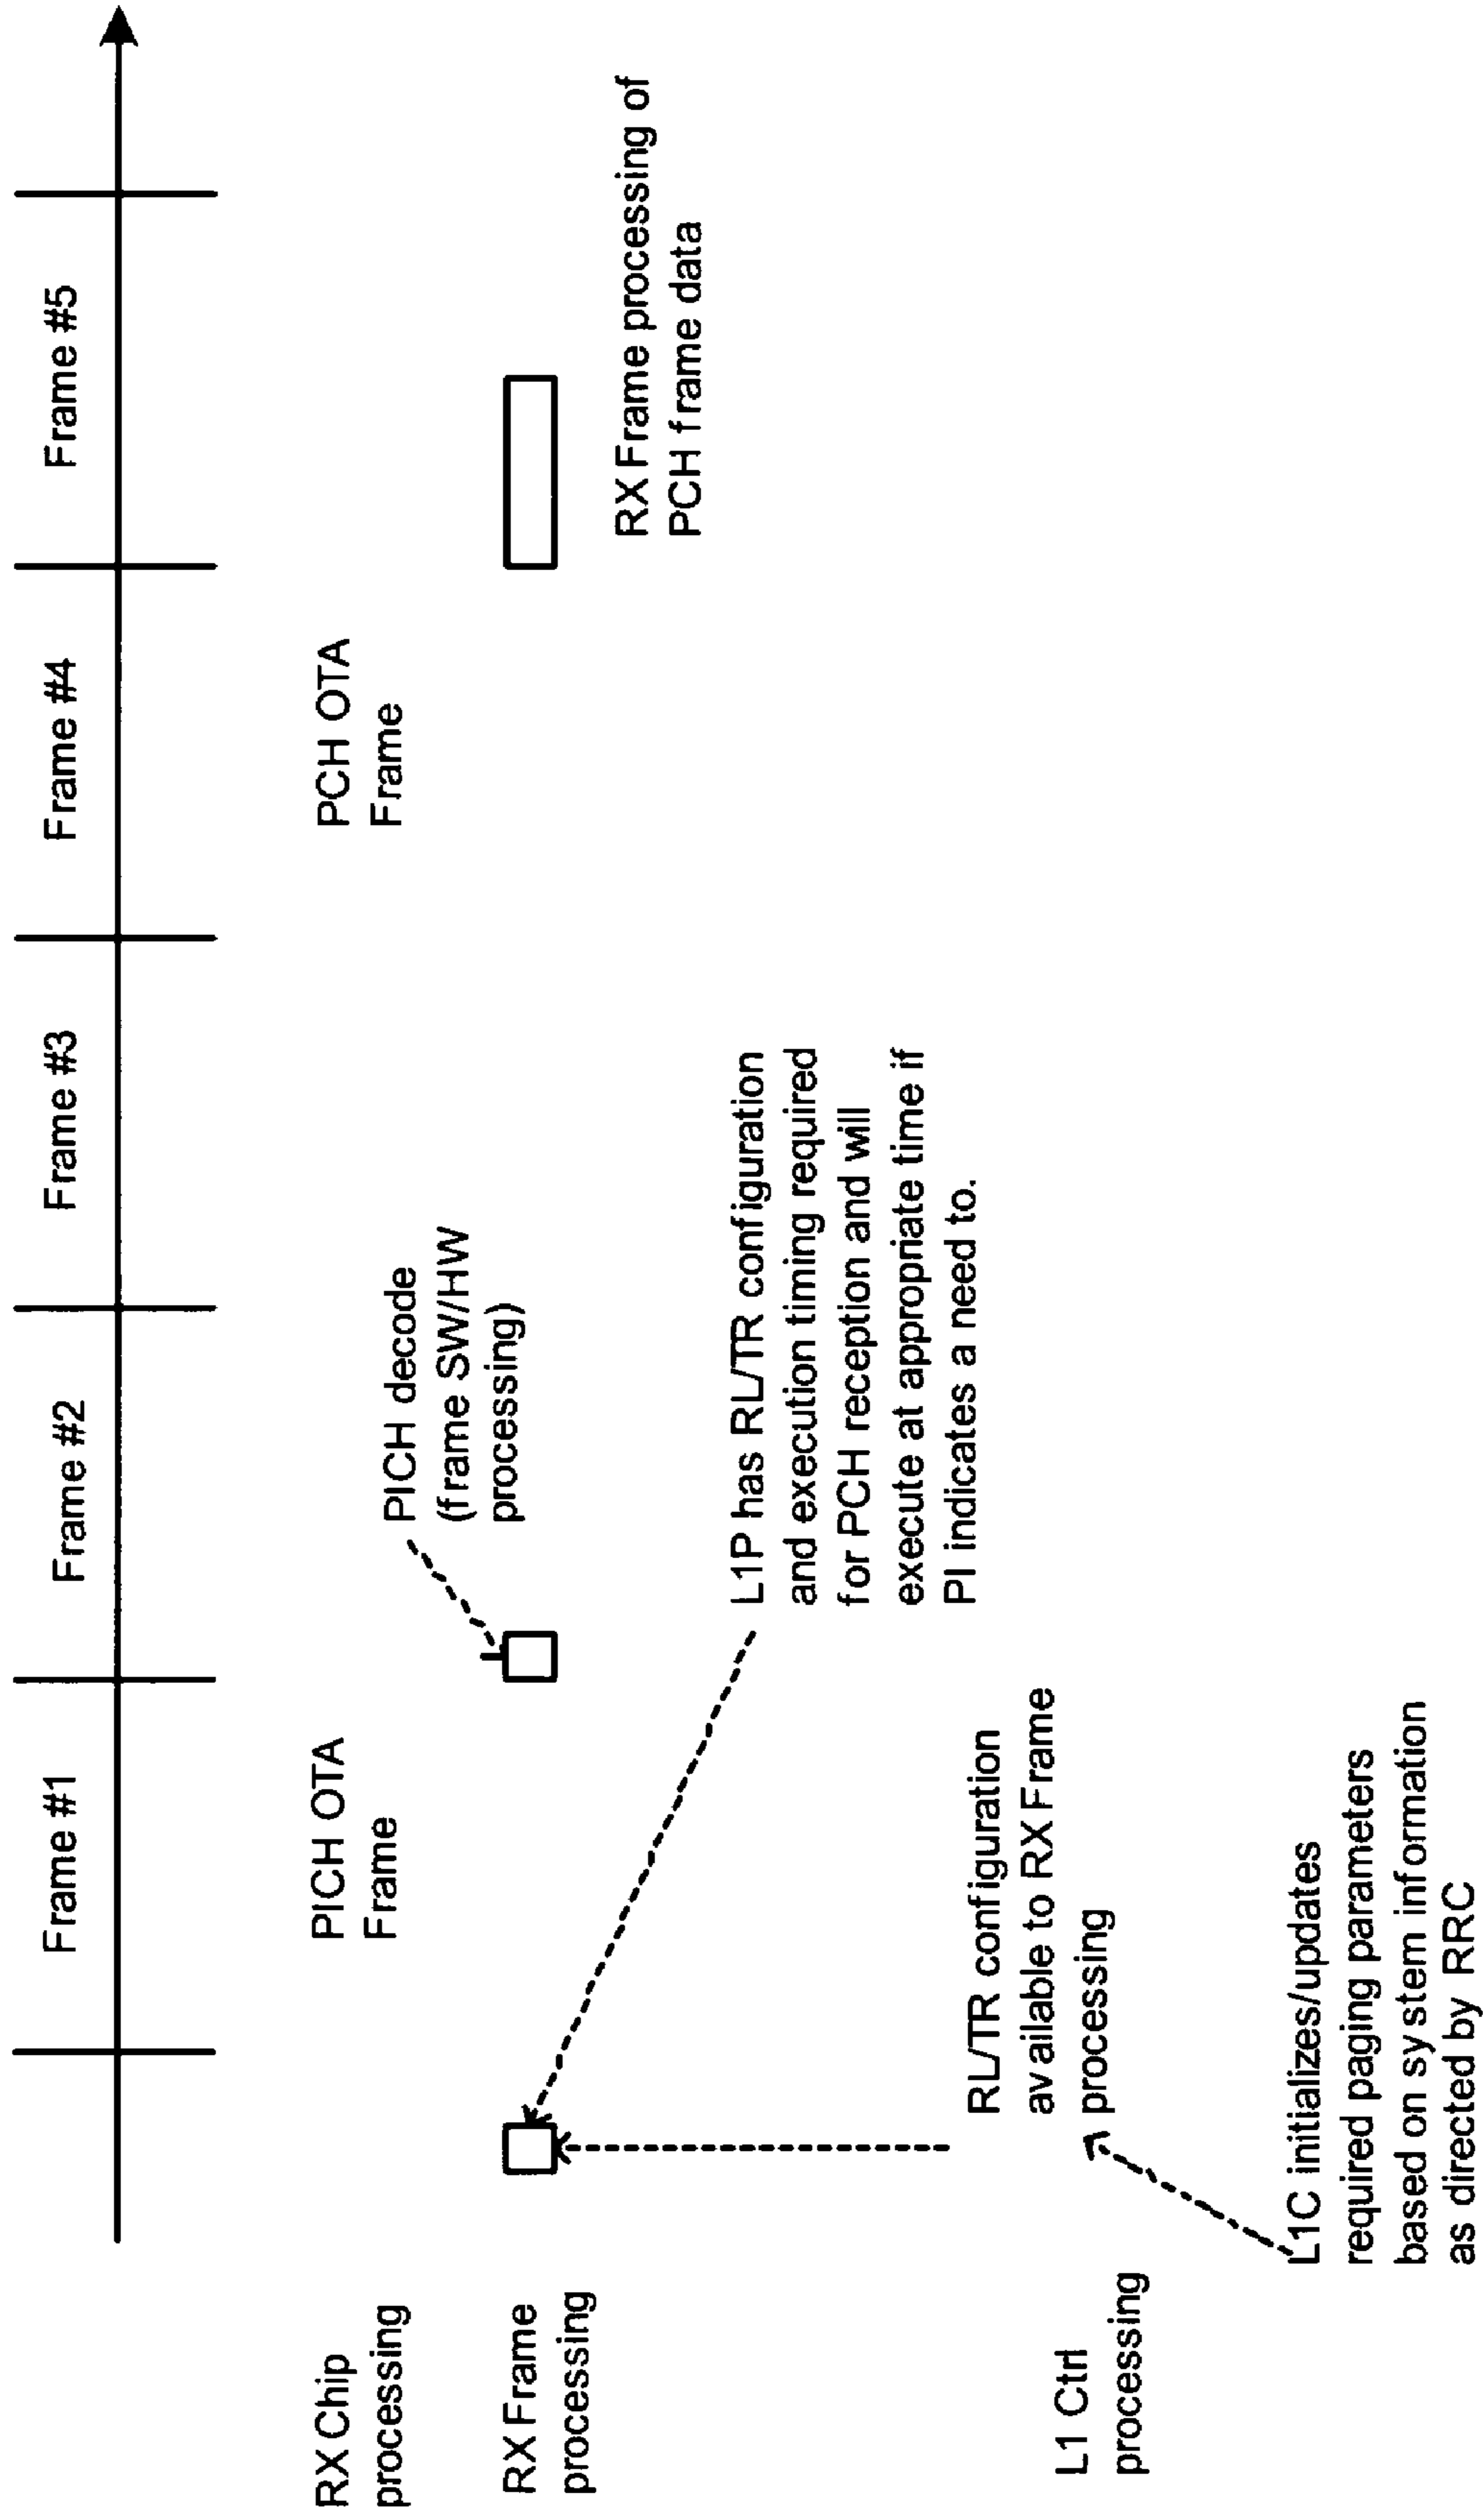 Frame #1
Frame #2
Frame #3
Frame #4
Frame #5
RX Chip
processing
PICH OTA
Frame
PCH OTA
Frame
RX Frame
processing
PICH decode
(frame SW/HW
processing)
RX Frame processing of
PCH frame data
L1P has RL/TR configuration
and execution timing required
for PCH reception and will
execute at appropriate time if
PI indicates a need to.
L1 Ctrl
processing
RL/TR configuration
available to RX Frame
processing
L1C initializes/updates
required paging parameters
based on system information
as directed by RRC